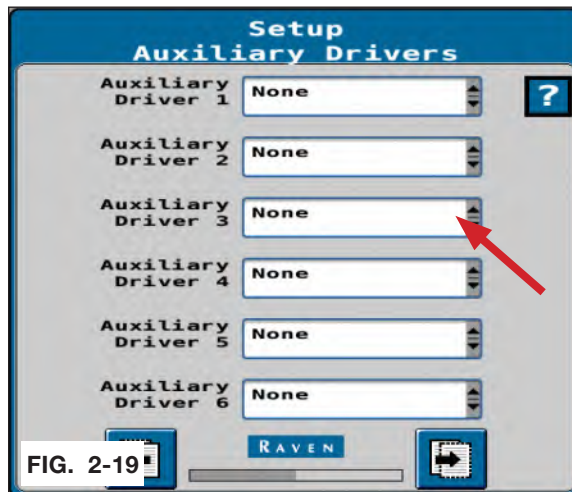 Setup
Auxiliary Drivers
Auxiliary
Driver 1
None
?
Auxiliary
Driver 2
None
Auxiliary
Driver 3
None
Auxiliary
Driver 4
None
Auxiliary
Driver 5
None
Auxiliary
Driver 6
None
FIG. 2-19
RAVEN